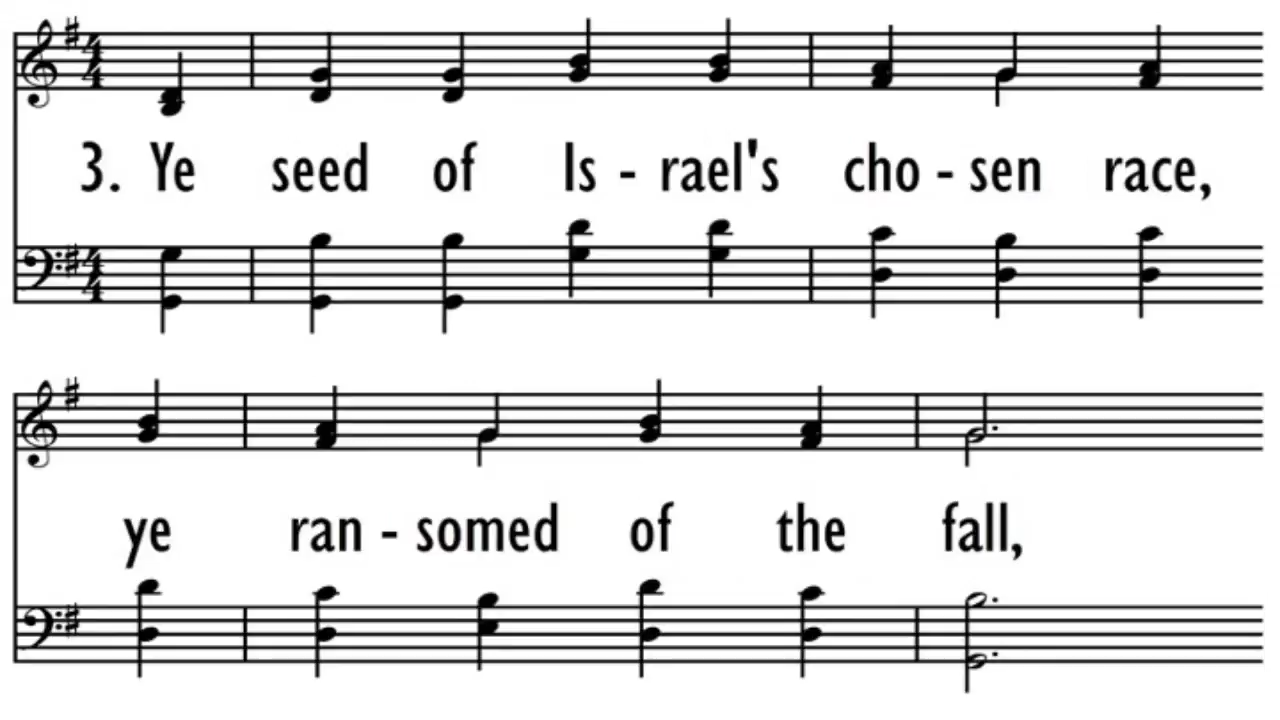 3. Ye seed of Is - rael's cho - sen race,
ye ran - somed of the fall,